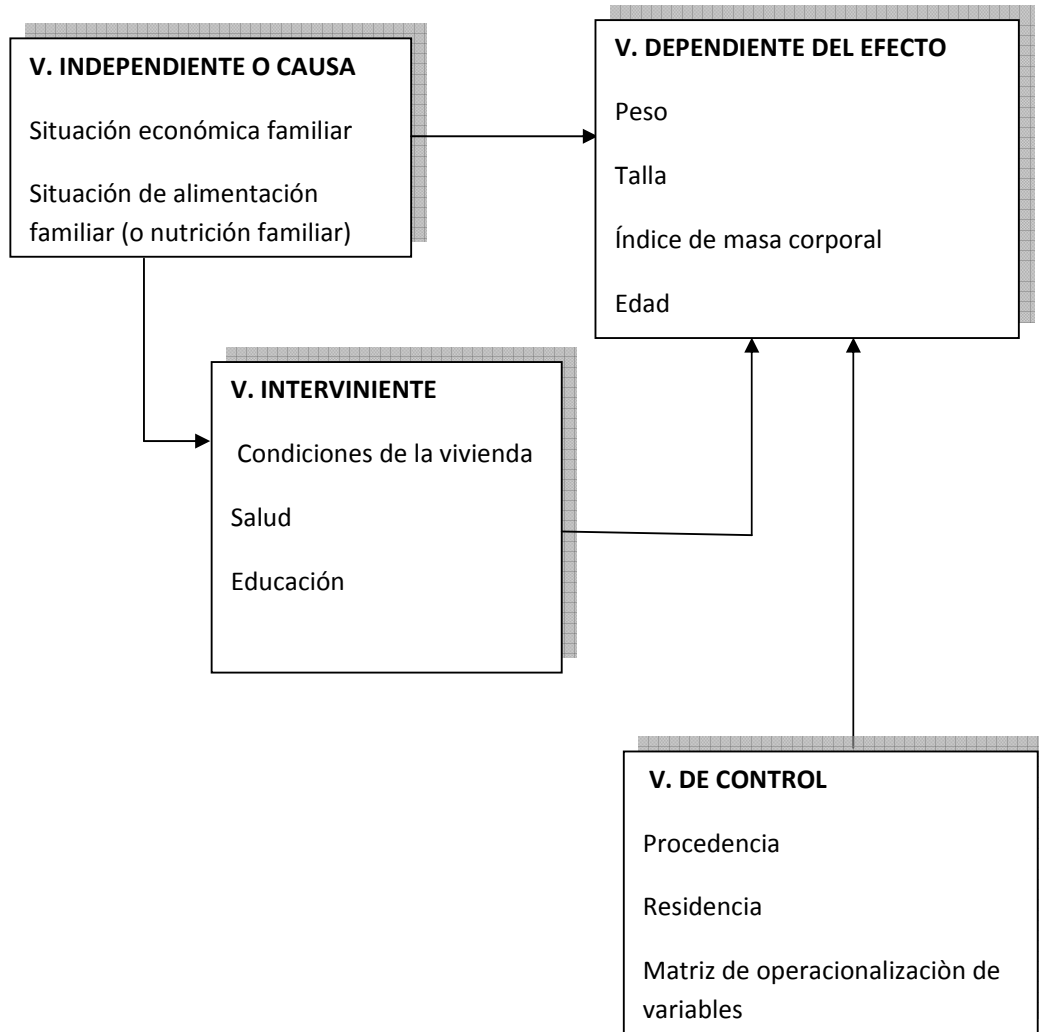 V. INDEPENDIENTE O CAUSA
Situación económica familiar
Situación de alimentación
familiar (o nutrición familiar)
V. DEPENDIENTE DEL EFECTO
Peso
Talla
Índice de masa corporal
Edad
V. INTERVINIENTE
Condiciones de la vivienda
Salud
Educación
V. DE CONTROL
Procedencia
Residencia
Matriz de operacionalizaciòn de
variables